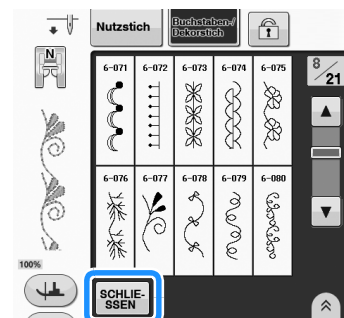 Nutzstich
Buchstaben-/
Dekorstich
N
6-071 6-072 6-073 6-074 6-075
8/21
6-076 6-077 6-078 6-079 6-080
100%
SCHLIE-
SSEN